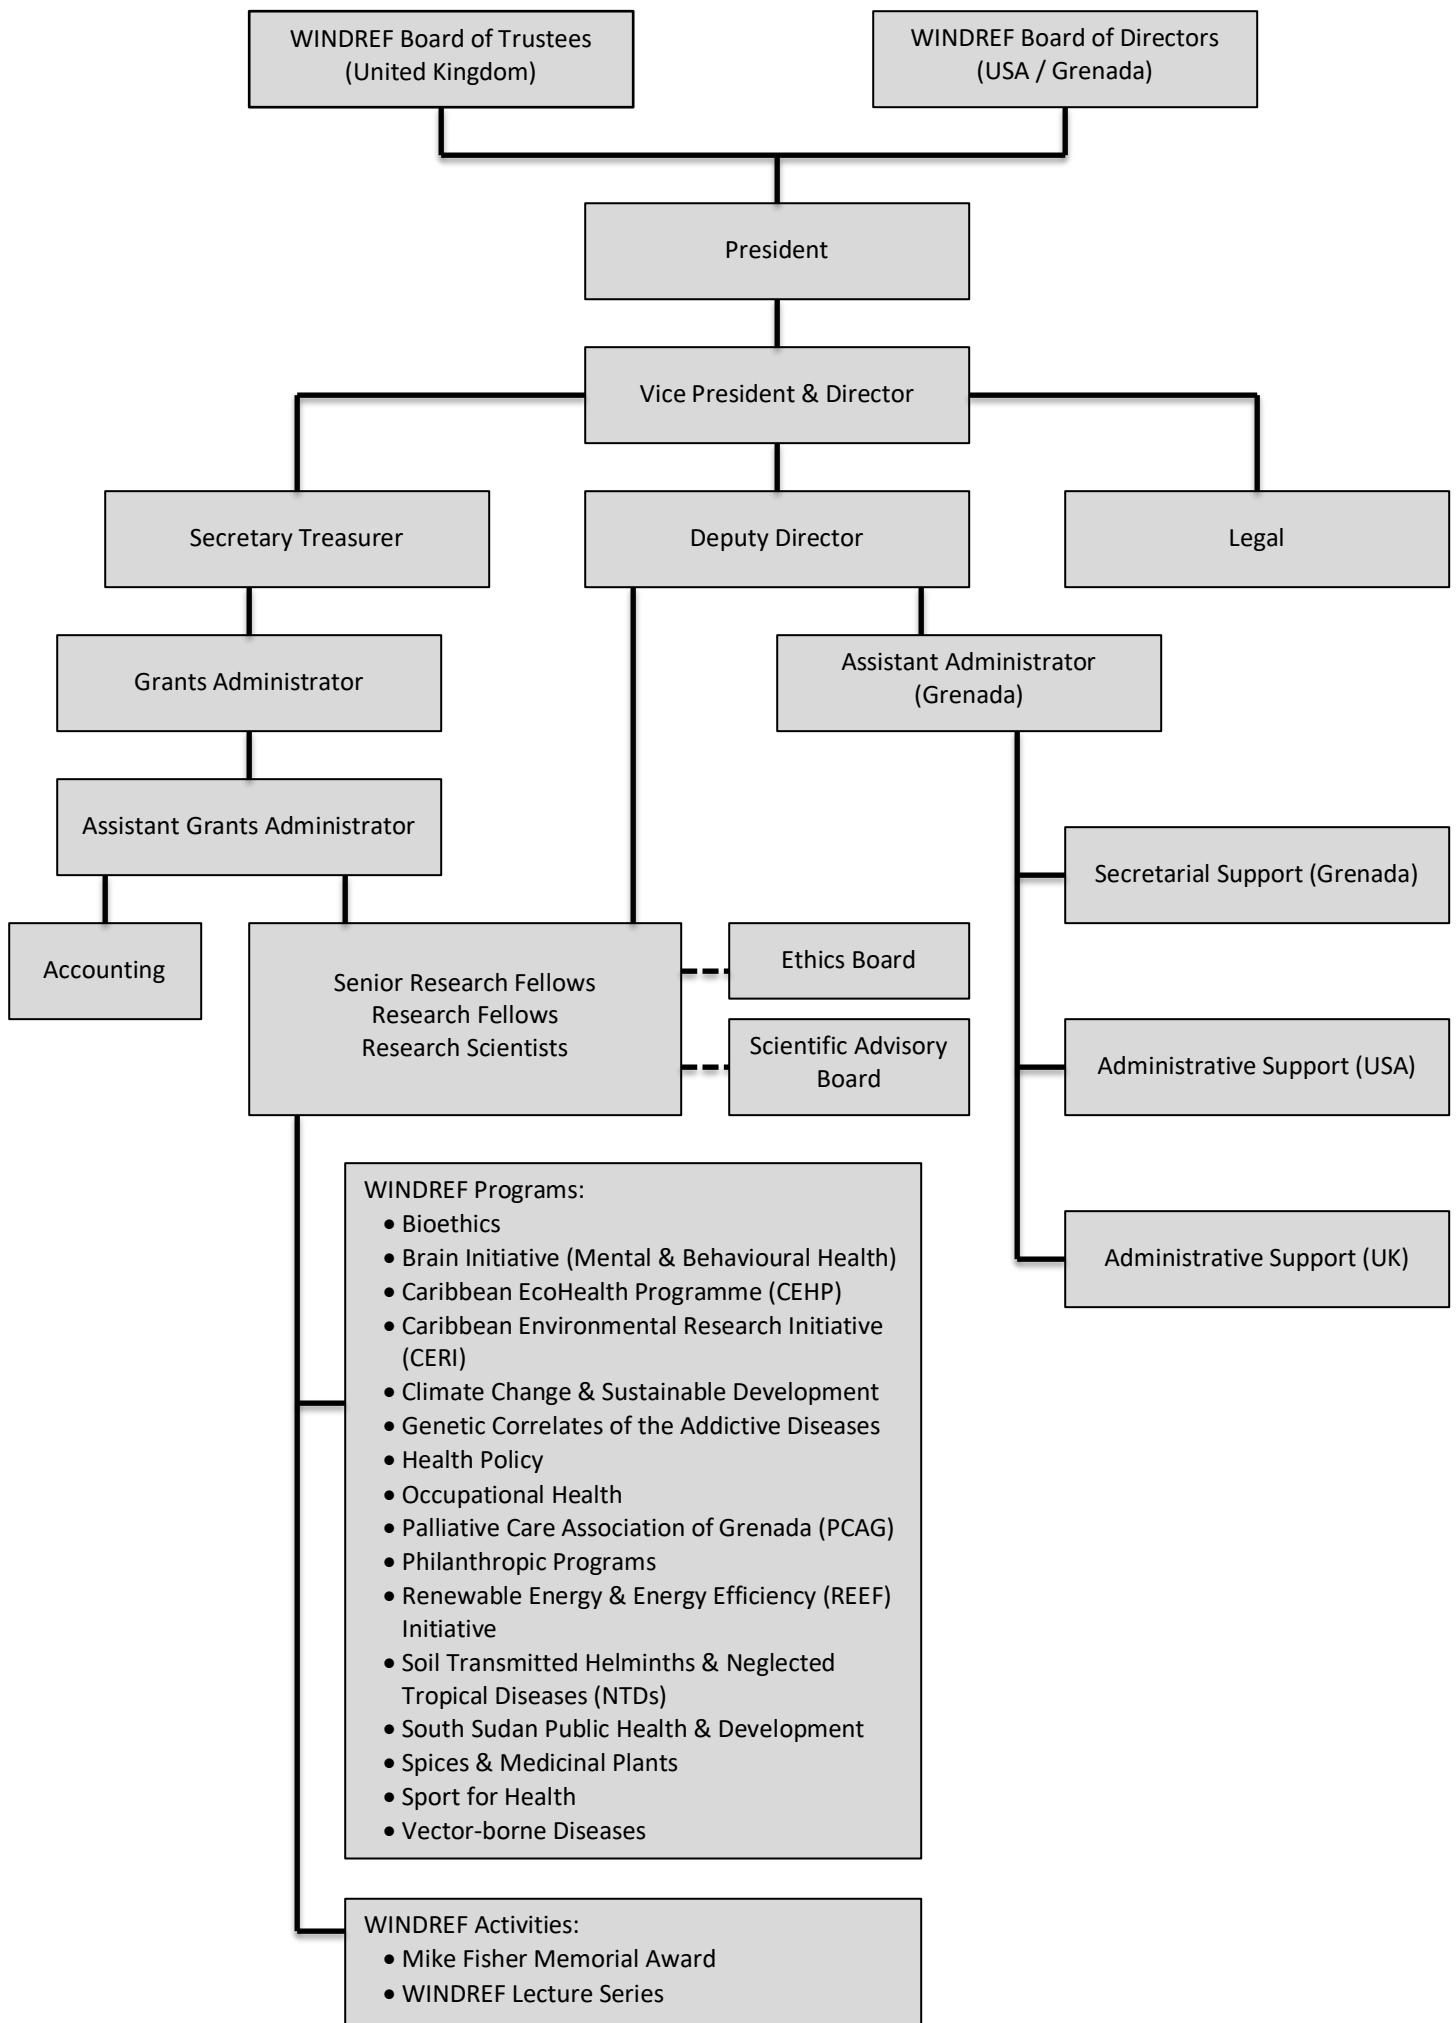 WINDREF Board of Trustees
(United Kingdom)
WINDREF Board of Directors
(USA / Grenada)
President
Vice President & Director
Secretary Treasurer
Deputy Director
Legal
Grants Administrator
Assistant Administrator
(Grenada)
Assistant Grants Administrator
Secretarial Support (Grenada)
Accounting
Senior Research Fellows
Research Fellows
Research Scientists
Ethics Board
Scientific Advisory
Board
Administrative Support (USA)
Administrative Support (UK)
WINDREF Programs:
• Bioethics
• Brain Initiative (Mental & Behavioural Health)
• Caribbean EcoHealth Programme (CEHP)
• Caribbean Environmental Research Initiative
(CERI)
• Climate Change & Sustainable Development
• Genetic Correlates of the Addictive Diseases
• Health Policy
• Occupational Health
• Palliative Care Association of Grenada (PCAG)
• Philanthropic Programs
• Renewable Energy & Energy Efficiency (REEF)
Initiative
• Soil Transmitted Helminths & Neglected
Tropical Diseases (NTDs)
• South Sudan Public Health & Development
• Spices & Medicinal Plants
• Sport for Health
• Vector-borne Diseases
WINDREF Activities:
• Mike Fisher Memorial Award
• WINDREF Lecture Series